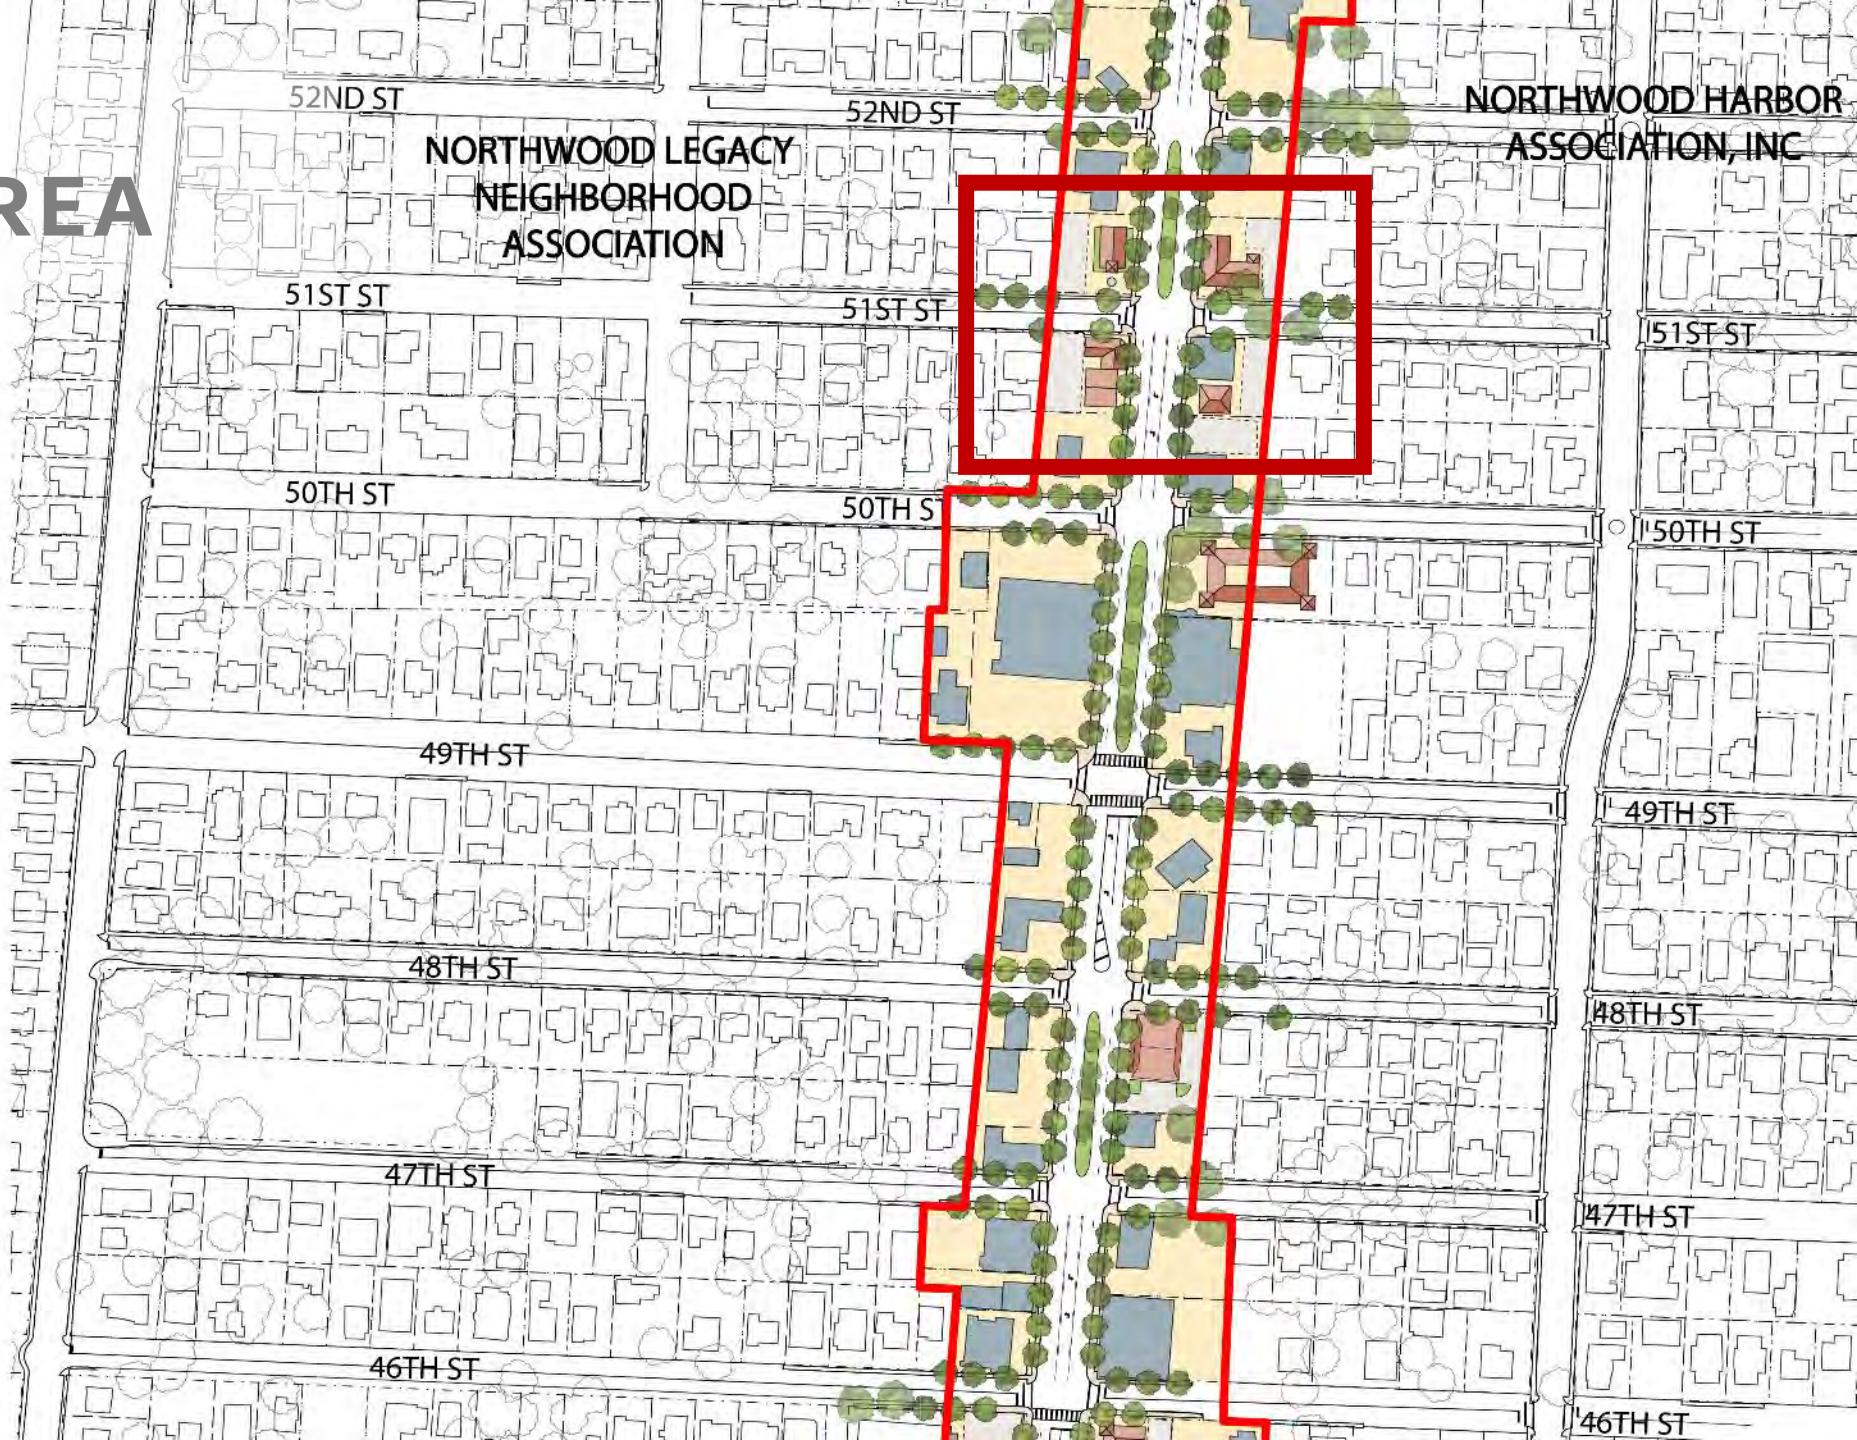 52ND ST
52ND ST
NORTHWOOD HARBOR
ASSOCIATION, INC
NORTHWOOD LEGACY
NEIGHBORHOOD
ASSOCIATION
REA
51ST ST
51ST ST
51ST ST
50TH ST
50TH ST
50TH ST
49TH ST
49TH ST
48TH ST
48TH ST
47TH ST
47TH ST
46TH ST
46TH ST